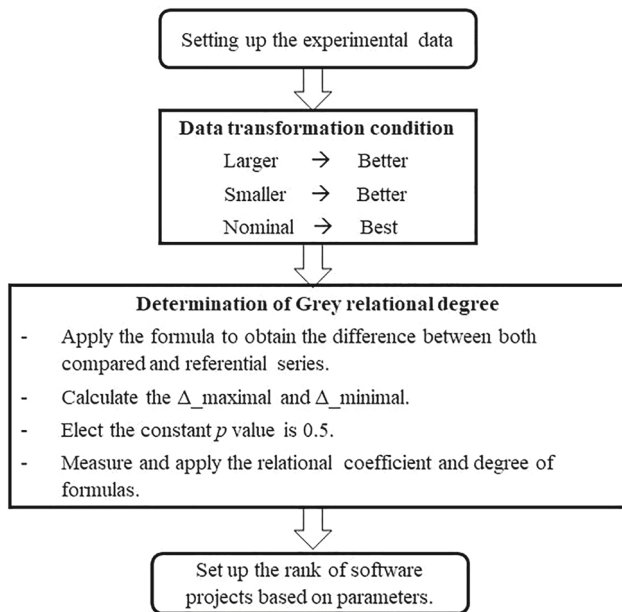 Setting up the experimental data
Data transformation condition
Larger → Better
Smaller → Better
Nominal → Best
Determination of Grey relational degree
- Apply the formula to obtain the difference between both
compared and referential series.
- Calculate the Δ_maximal and Δ_minimal.
- Elect the constant p value is 0.5.
- Measure and apply the relational coefficient and degree of
formulas.
Set up the rank of software
projects based on parameters.